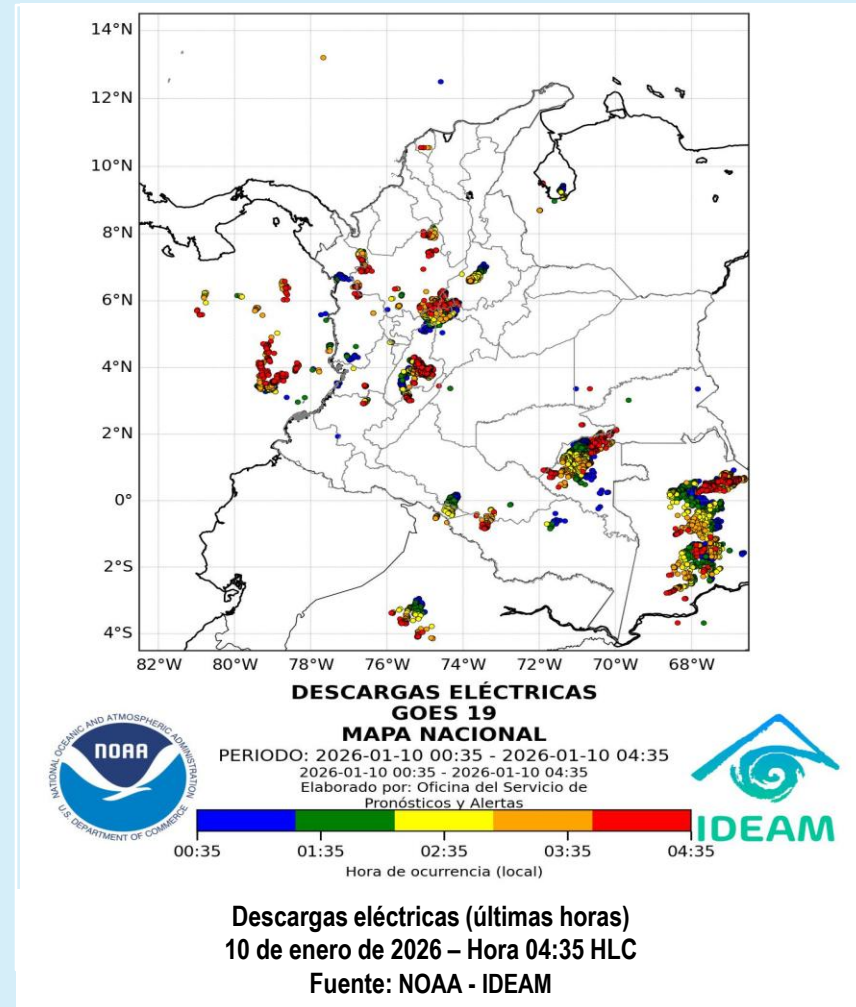 14°N
12°N
10°N
8°N
6°N
4°N
2°N
0°
2°S
4°S
82°W 80°W 78°W 76°W 74°W 72°W 70°W 68°W
DESCARGAS ELÉCTRICAS
GOES 19
MAPA NACIONAL
PERIODO: 2026-01-10 00:35 - 2026-01-10 04:35
2026-01-10 00:35 - 2026-01-10 04:35
Elaborado por: Oficina del Servicio de
Pronósticos y Alertas
NATIONAL OCEANIC AND ATMOSPHERIC ADMINISTRATION
NOAA
U.S. DEPARTMENT OF COMMERCE
IDEAM
00:35 01:35 02:35 03:35 04:35
Hora de ocurrencia (local)
Descargas eléctricas (últimas horas)
10 de enero de 2026 – Hora 04:35 HLC
Fuente: NOAA - IDEAM